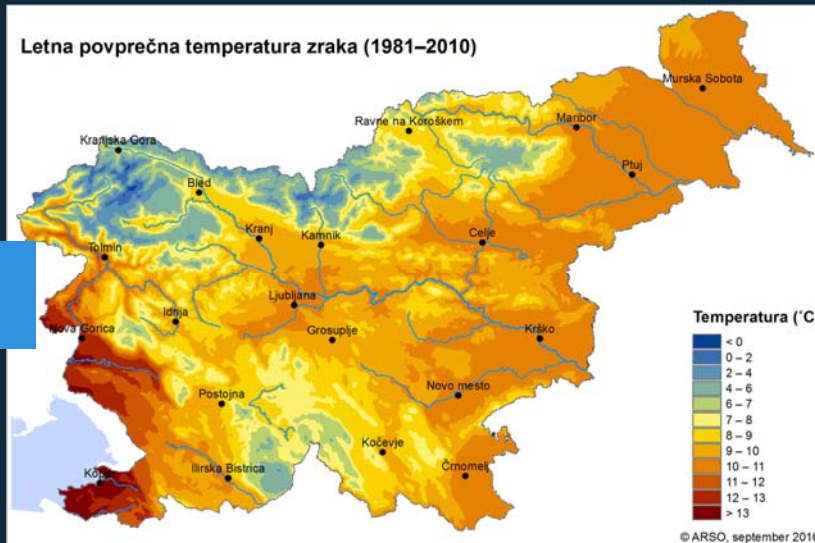 Letna povprečna temperatura zraka (1981–2010)
Murska Sobota
Ravne na Koroškem
Maribor
Kranjska Gora
Ptuj
Bled
Kranj
Kamnik
Celje
Tolmin
Ljubljana
Idrija
Nova Gorica
Grosuplje
Krško
Postojna
Novo mesto
Kočevje
Ilirska Bistrica
Črnomelj
Koper
Temperatura (°C
< 0
0 – 2
2 – 4
4 – 6
6 – 7
7 – 8
8 – 9
9 – 10
10 – 11
11 – 12
12 – 13
> 13
© ARSO, september 2016